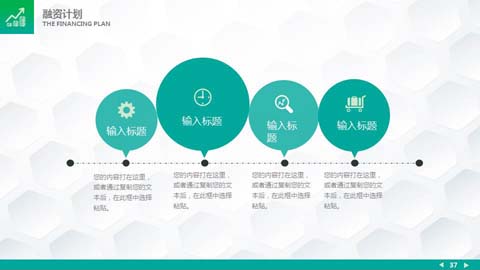 融资计划
THE FINANCING PLAN
输入标题
输入标题
输入标
题
输入标题
您的内容打在这里,
或者通过复制您的文
本后，在此框中选择
粘贴。
您的内容打在这里,
或者通过复制您的文
本后，在此框中选择
粘贴。
您的内容打在这里,
或者通过复制您的文
本后，在此框中选择
粘贴。
您的内容打在这里,
或者通过复制您的文
本后，在此框中选择
粘贴。
37